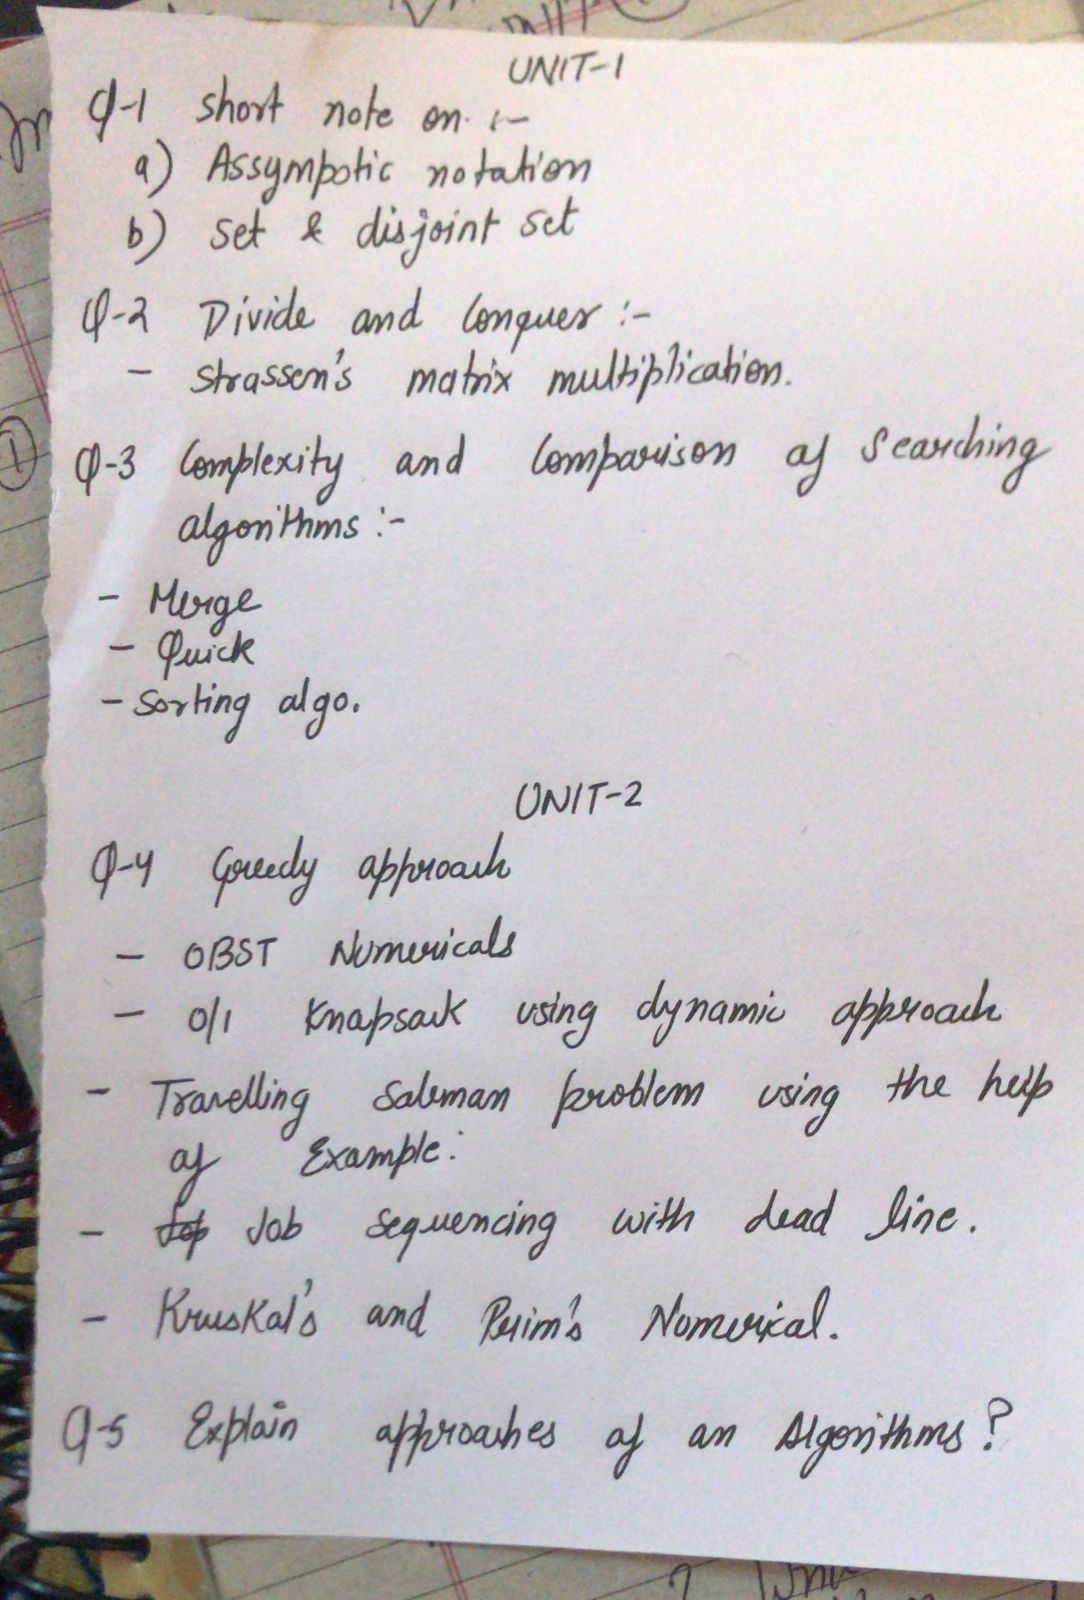 UNIT-1
Q-1 short note on :-
a) Assympotic notation
b) set & disjoint set
Q-2 Divide and Conquer :-
- Strassen's matrix multiplication.
Q-3 Complexity and Comparison of Searching
algorithms :-
- Merge
- Quick
- Sorting algo.
UNIT-2
Q-4 Greedy approach
- OBST Numericals
- 0/1 Knapsack using dynamic approach
- Travelling Salesman problem using the help
of Example:
- Job sequencing with dead line.
- Kruskal's and Prim's Numerical.
Q-5 Explain approaches of an Algorithms?